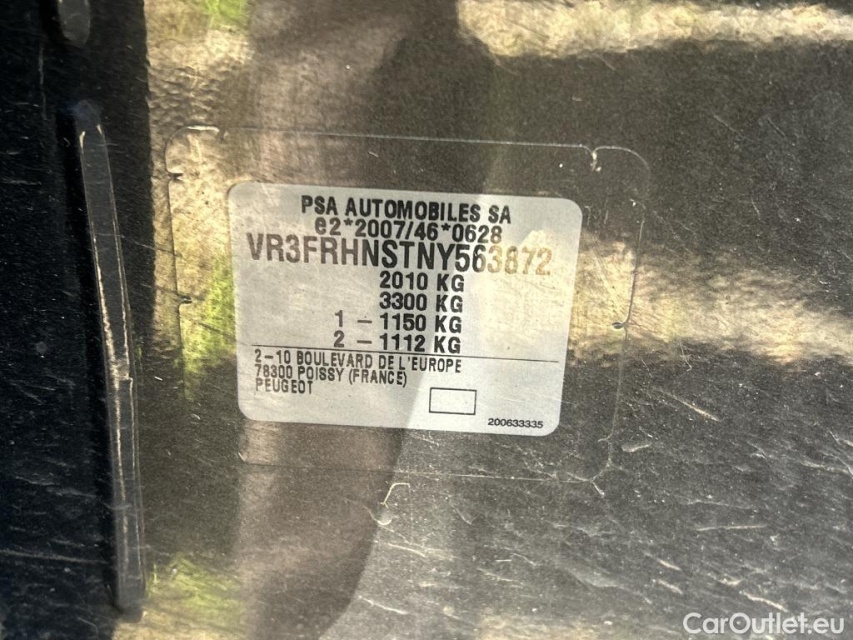 PSA AUTOMOBILES SA
e2*2007/46*0628
VR3FRHNSTNY563872
2010 KG
3300 KG
1 - 1150 KG
2 - 1112 KG
2-10 BOULEVARD DE L'EUROPE
78300 POISSY (FRANCE)
PEUGEOT
200633335
CarOutlet.eu